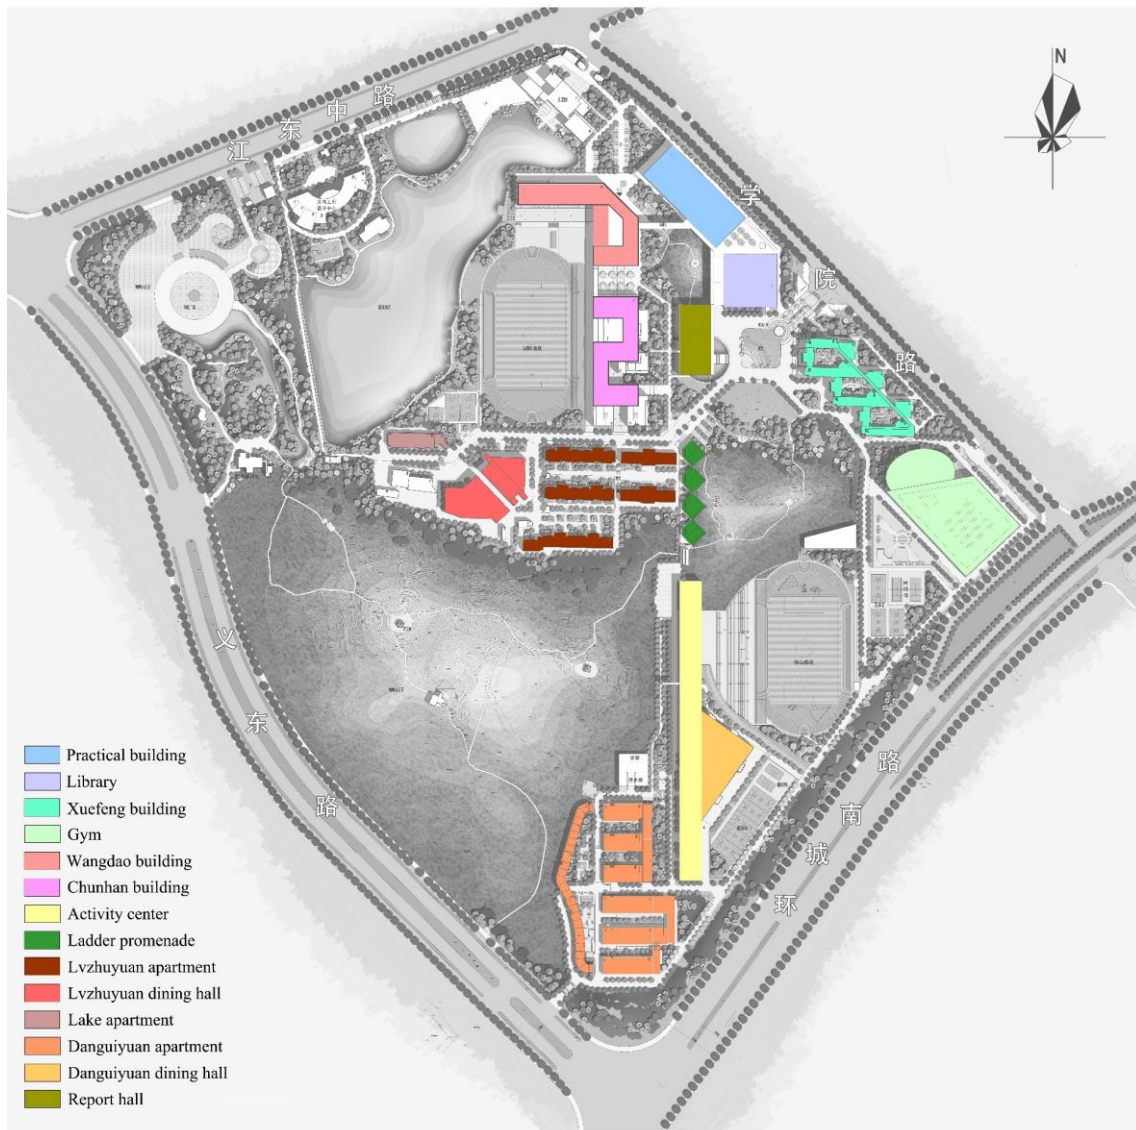 N
江东中路
学院路
义东路
环城南路
Practical building
Library
Xuefeng building
Gym
Wangdao building
Chunhan building
Activity center
Ladder promenade
Lvzhuyuan apartment
Lvzhuyuan dining hall
Lake apartment
Danguiyuan apartment
Danguiyuan dining hall
Report hall